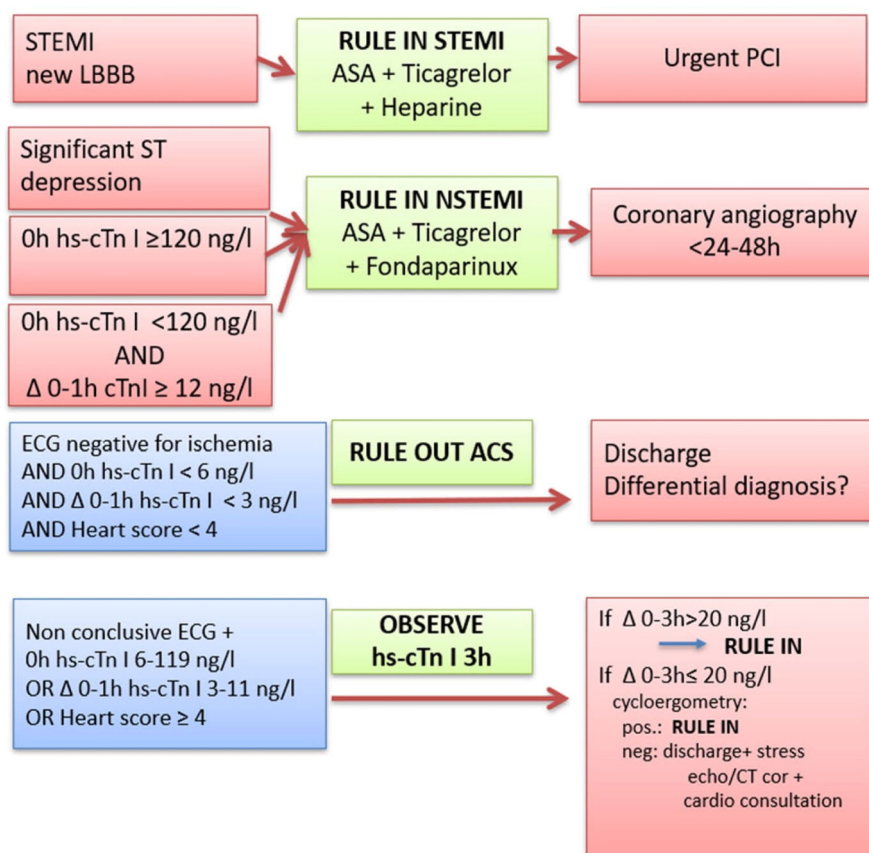 STEMI
new LBBB
RULE IN STEMI
ASA + Ticagrelor
+ Heparine
Urgent PCI
Significant ST
depression
0h hs-cTn I ≥120 ng/l
0h hs-cTn I <120 ng/l
AND
Δ 0-1h cTnI ≥ 12 ng/l
RULE IN NSTEMI
ASA + Ticagrelor
+ Fondaparinux
Coronary angiography
<24-48h
ECG negative for ischemia
AND 0h hs-cTn I < 6 ng/l
AND Δ 0-1h hs-cTn I < 3 ng/l
AND Heart score < 4
RULE OUT ACS
Discharge
Differential diagnosis?
Non conclusive ECG +
0h hs-cTn I 6-119 ng/l
OR Δ 0-1h hs-cTn I 3-11 ng/l
OR Heart score ≥ 4
OBSERVE
hs-cTn I 3h
If Δ 0-3h>20 ng/l
RULE IN
If Δ 0-3h≤ 20 ng/l
cycloergometry:
pos.: RULE IN
neg: discharge+ stress
echo/CT cor +
cardio consultation